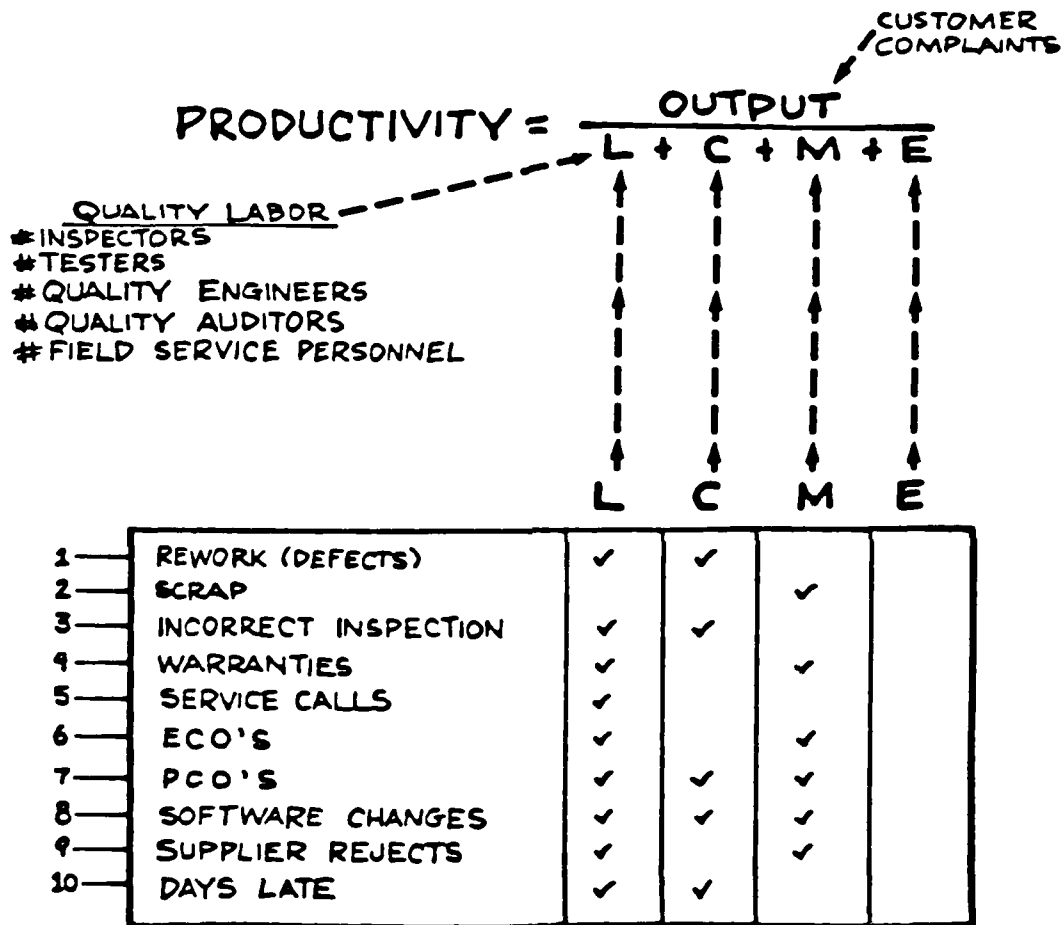 CUSTOMER
COMPLAINTS
PRODUCTIVITY = OUTPUT
L + C + M + E
QUALITY LABOR
# INSPECTORS
# TESTERS
# QUALITY ENGINEERS
# QUALITY AUDITORS
# FIELD SERVICE PERSONNEL
L C M E
1 REWORK (DEFECTS) ✓ ✓
2 SCRAP ✓
3 INCORRECT INSPECTION ✓ ✓
4 WARRANTIES ✓ ✓
5 SERVICE CALLS ✓
6 ECO'S ✓ ✓
7 PCO'S ✓ ✓ ✓
8 SOFTWARE CHANGES ✓ ✓ ✓
9 SUPPLIER REJECTS ✓ ✓
10 DAYS LATE ✓ ✓